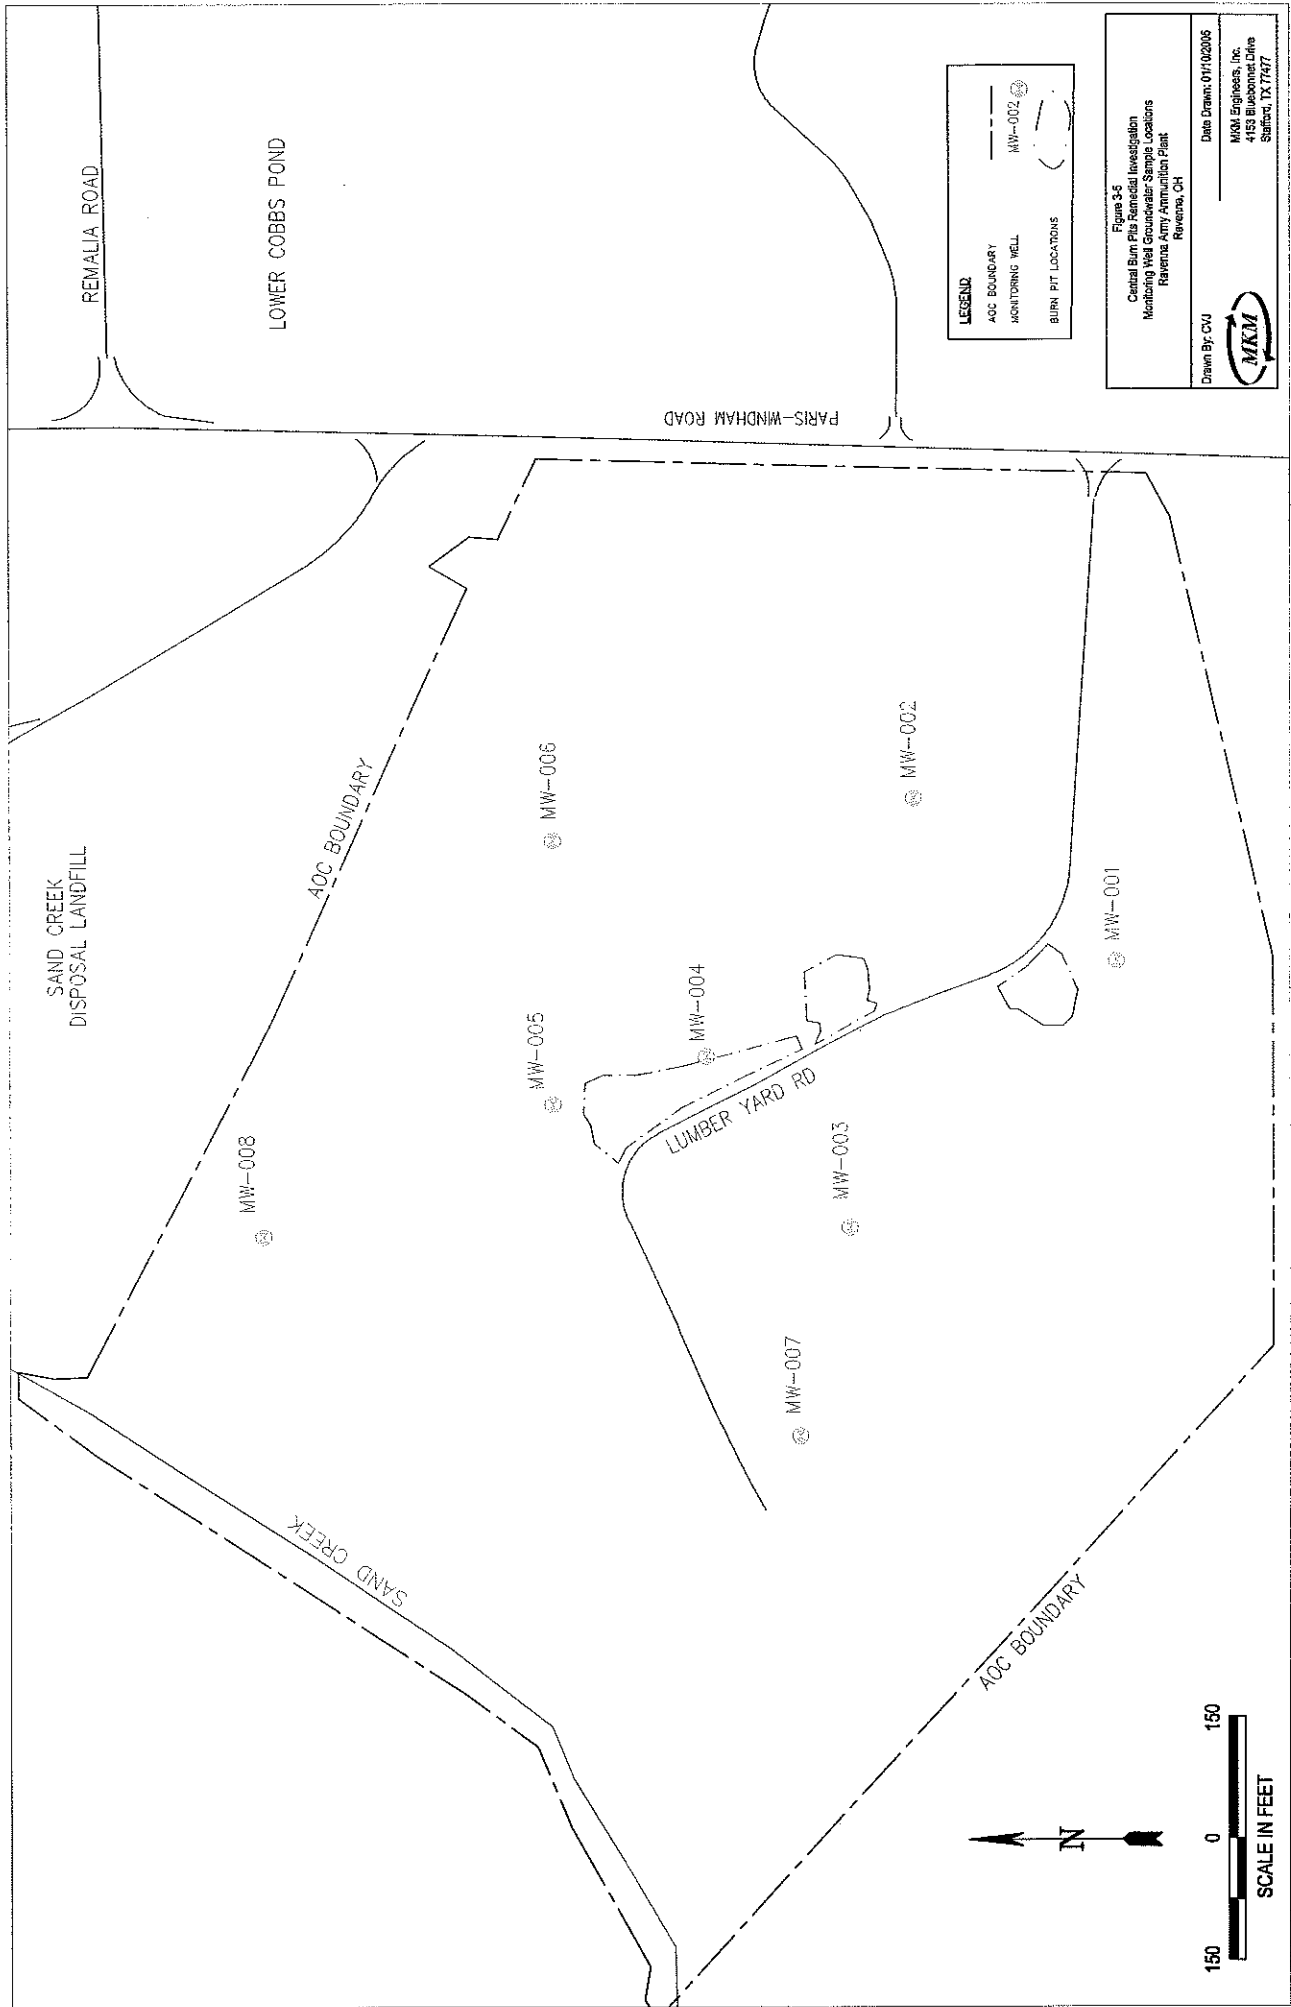 SAND CREEK
DISPOSAL LANDFILL
REMALIA ROAD
LOWER COBBS POND
AOC BOUNDARY
MW-008
MW-005
MW-006
MW-004
MW-002
MW-001
MW-003
MW-007
LUMBER YARD RD
SAND CREEK
AOC BOUNDARY
PARIS-WINDHAM ROAD
N
150
0
150
SCALE IN FEET
LEGEND
AOC BOUNDARY
MONITORING WELL
MW-002
BURN PIT LOCATIONS
Figure 3-5
Central Burn Pits Remedial Investigation
Monitoring Well Groundwater Sample Locations
Ravenna Army Ammunition Plant
Ravenna, OH
Drawn By: CVJ
Date Drawn: 01/10/2005
MKM
MKM Engineers, Inc.
4153 Bluebonnet Drive
Stafford, TX 77477